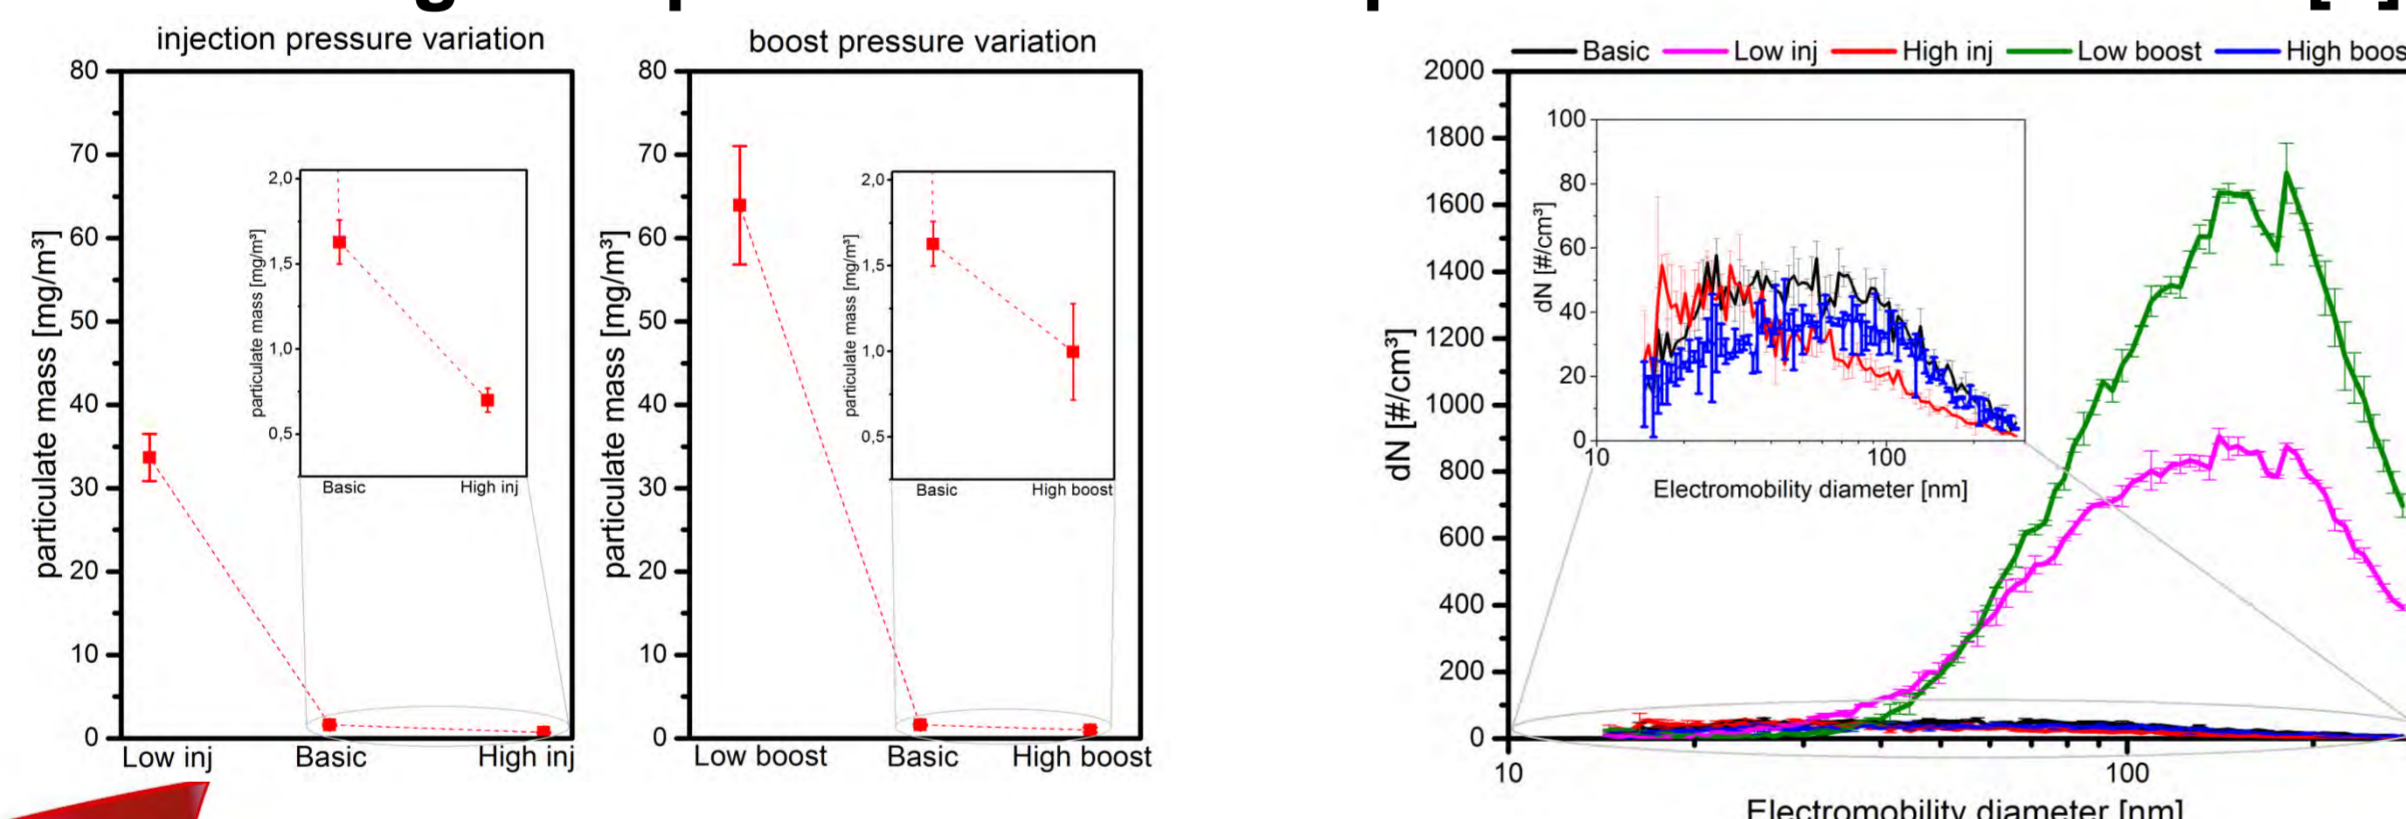 injection pressure variation
80
70
60
50
40
30
20
10
0
particulate mass [mg/m³]
Low inj
Basic
High inj
2,0
1,5
1,0
0,5
particulate mass [mg/m³]
Basic
High inj
boost pressure variation
80
70
60
50
40
30
20
10
0
particulate mass [mg/m³]
Low boost
Basic
High boost
2,0
1,5
1,0
0,5
particulate mass [mg/m³]
Basic
High boost
Basic
Low inj
High inj
Low boost
High boos
2000
1800
1600
1400
1200
1000
800
600
400
200
0
dN [#/cm³]
10
100
Electromobility diameter [nm]
100
80
60
40
20
0
dN [#/cm³]
10
100
Electromobility diameter [nm]